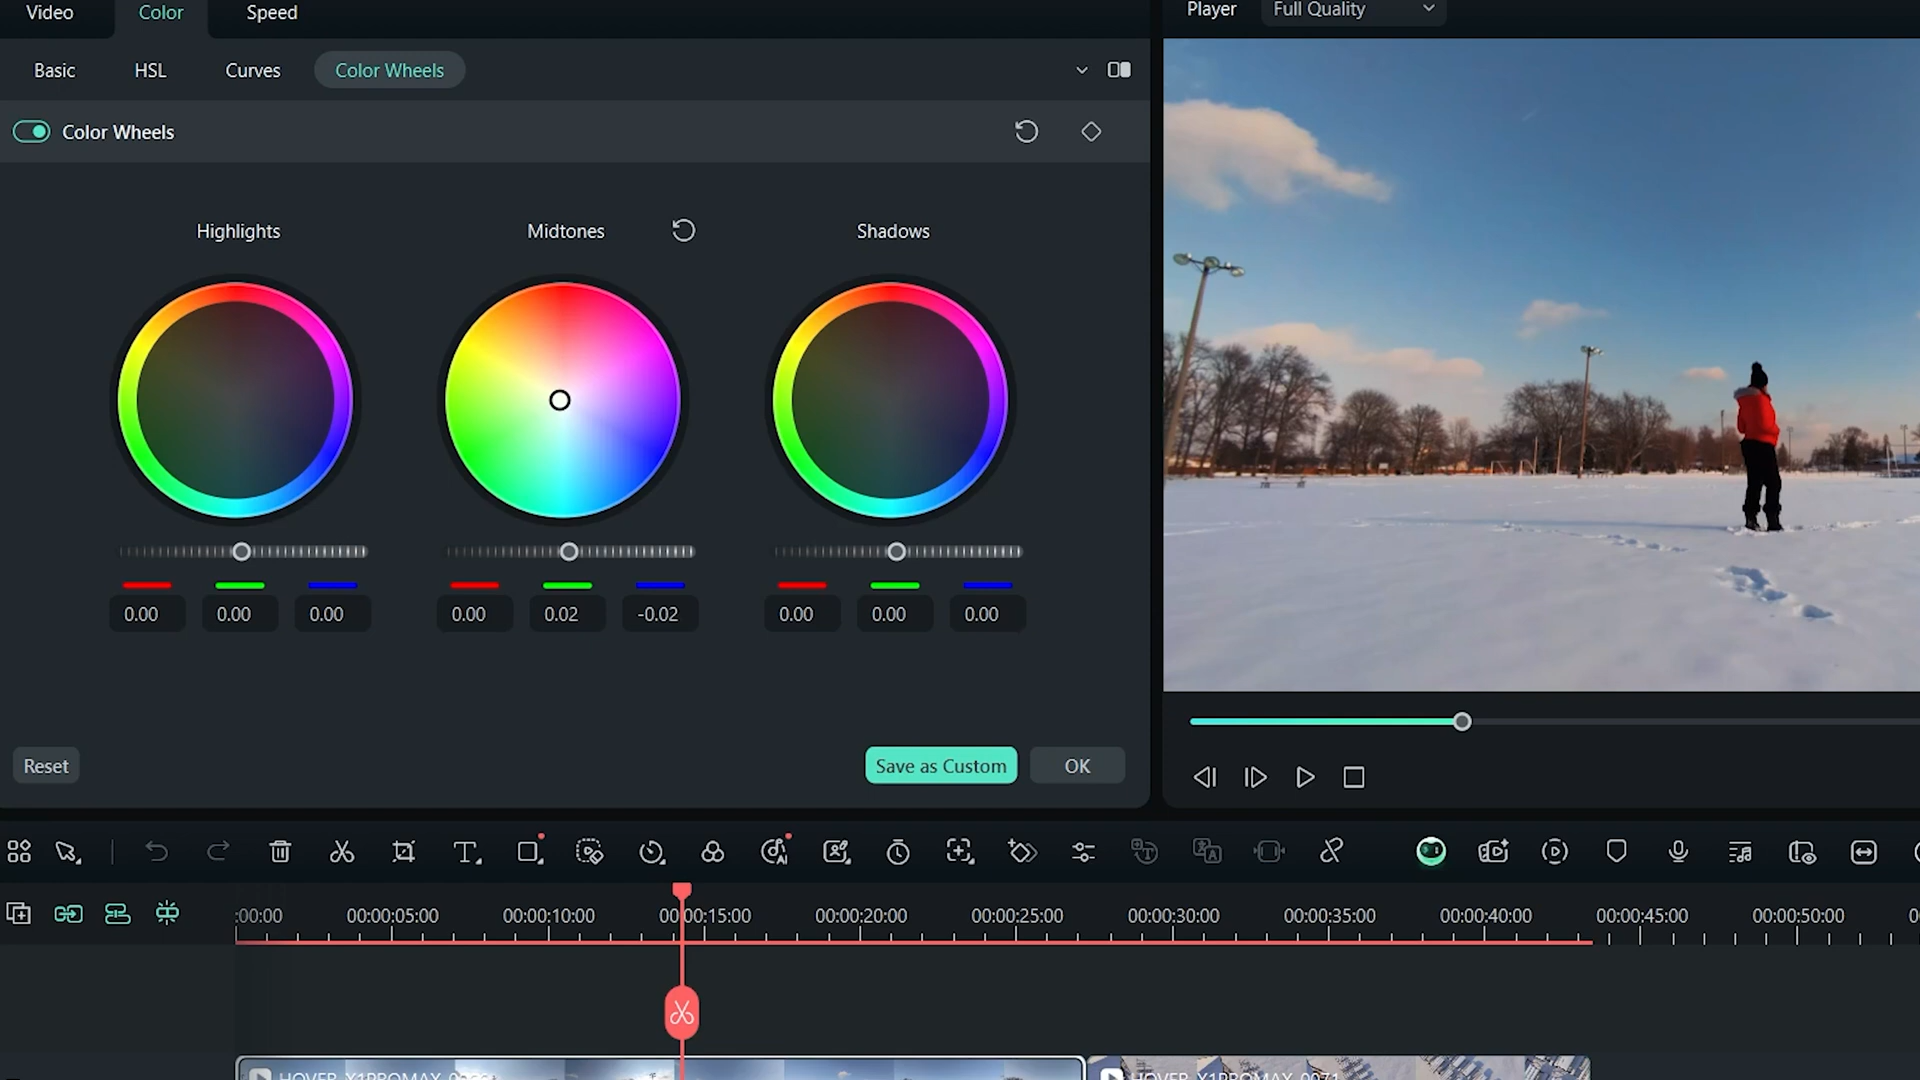 Video Color Speed
Player Full Quality
Basic HSL Curves Color Wheels
Color Wheels
Highlights Midtones Shadows
0.00 0.00 0.00 0.00 0.02 -0.02 0.00 0.00 0.00
Reset Save as Custom OK
:00:00 00:00:05:00 00:00:10:00 00:00:15:00 00:00:20:00 00:00:25:00 00:00:30:00 00:00:35:00 00:00:40:00 00:00:45:00 00:00:50:00
HOVER_X1PROMAX HOVER_X1PROMAX_0071